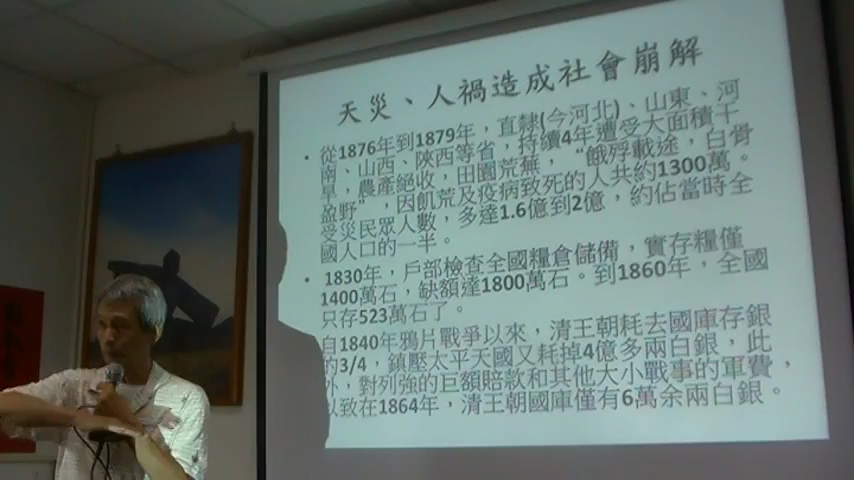 天災、人禍造成社會崩解
• 從1876年到1879年，直隸(今河北)、山東、河
南、山西、陝西等省，持續4年遭受大面積干
旱，農產絕收，田園荒蕪，“餓殍載途，白骨
盈野”，因飢荒及疫病致死的人共約1300萬。
受災民眾人數，多達1.6億到2億，約佔當時全
國人口的一半。
• 1830年，戶部檢查全國糧倉儲備，實存糧僅
1400萬石，缺額達1800萬石。到1860年，全國
只存523萬石了。
自1840年鴉片戰爭以來，清王朝耗去國庫存銀
的3/4，鎮壓太平天國又耗掉4億多兩白銀，此
外，對列強的巨額賠款和其他大小戰事的軍費，
以致在1864年，清王朝國庫僅有6萬余兩白銀。